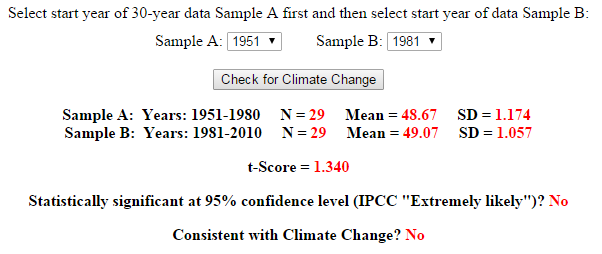 Select start year of 30-year data Sample A first and then select start year of data Sample B:
Sample A: 1951 Sample B: 1981
Check for Climate Change
Sample A: Years: 1951-1980 N = 29 Mean = 48.67 SD = 1.174
Sample B: Years: 1981-2010 N = 29 Mean = 49.07 SD = 1.057
t-Score = 1.340
Statistically significant at 95% confidence level (IPCC "Extremely likely")? No
Consistent with Climate Change? No